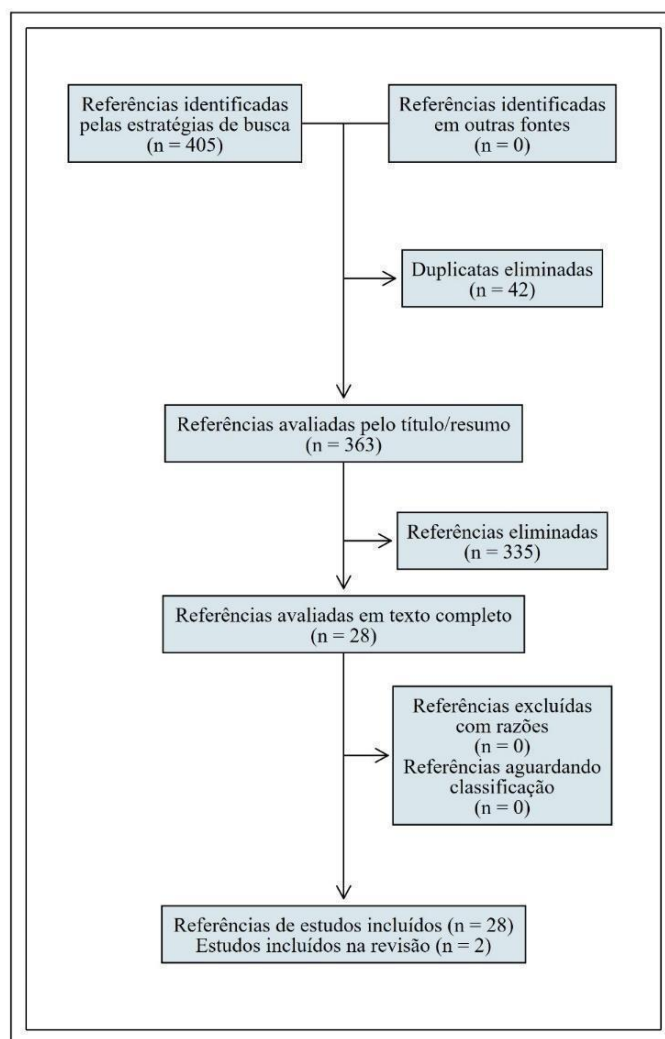 Referências identificadas
pelas estratégias de busca
(n = 405)
Referências identificadas
em outras fontes
(n = 0)
Duplicatas eliminadas
(n = 42)
Referências avaliadas pelo título/resumo
(n = 363)
Referências eliminadas
(n = 335)
Referências avaliadas em texto completo
(n = 28)
Referências excluídas
com razões
(n = 0)
Referências aguardando
classificação
(n = 0)
Referências de estudos incluídos (n = 28)
Estudos incluídos na revisão (n = 2)